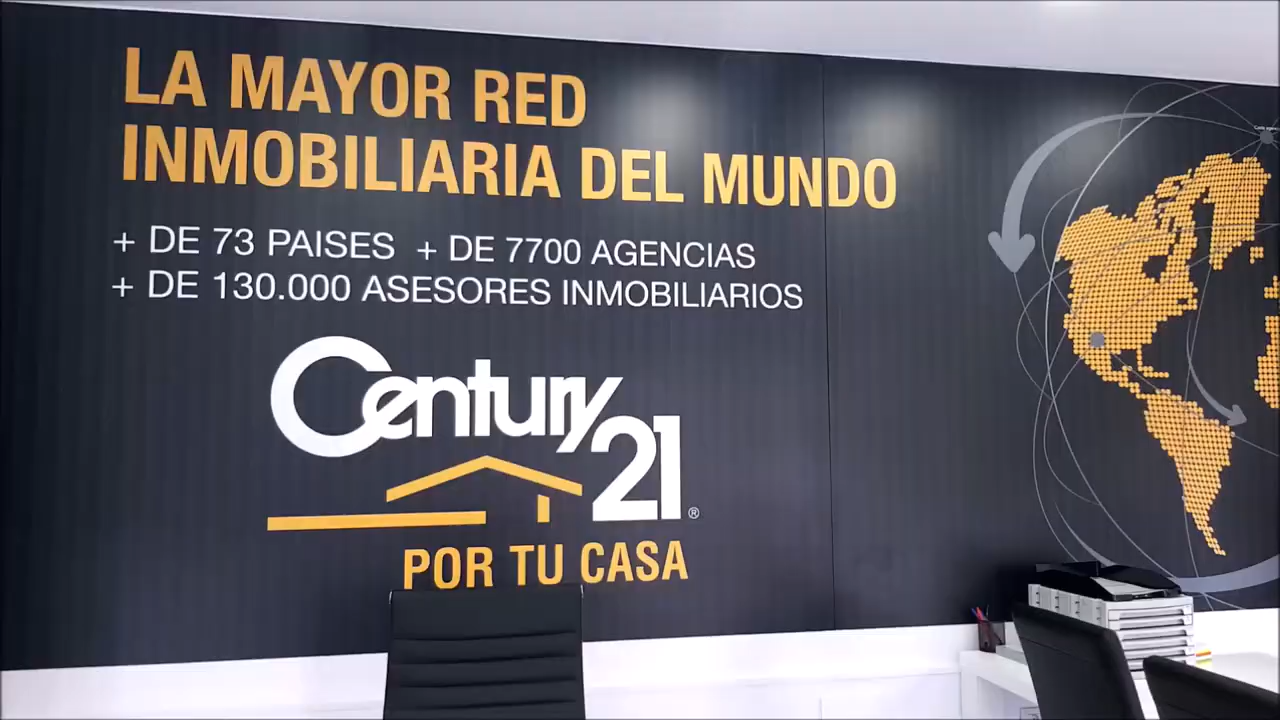 LA MAYOR RED
INMOBILIARIA DEL MUNDO
+ DE 73 PAISES + DE 7700 AGENCIAS
+ DE 130.000 ASESORES INMOBILIARIOS
Century
21®
POR TU CASA